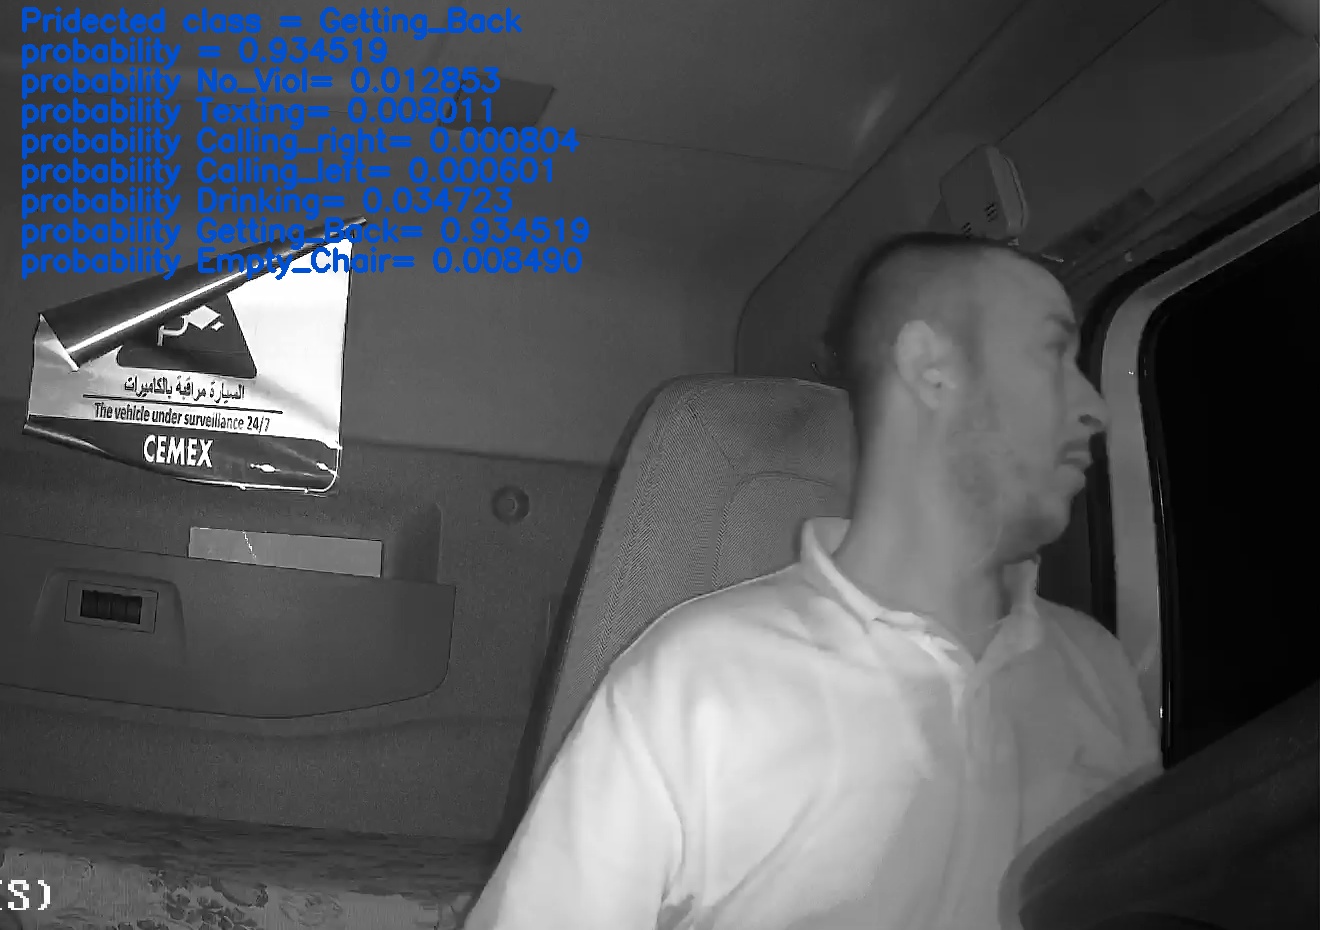 Pridected class = Getting_Back
probability = 0.934519
probability No_Viol= 0.012853
probability Texting= 0.008011
probability Calling_right= 0.000804
probability Calling_left= 0.000601
probability Drinking= 0.034723
probability Getting_Back= 0.934519
probability Empty_Chair= 0.008490
السيارة مراقبة بالكاميرات
The vehicle under surveillance 24/7
CEMEX
S)